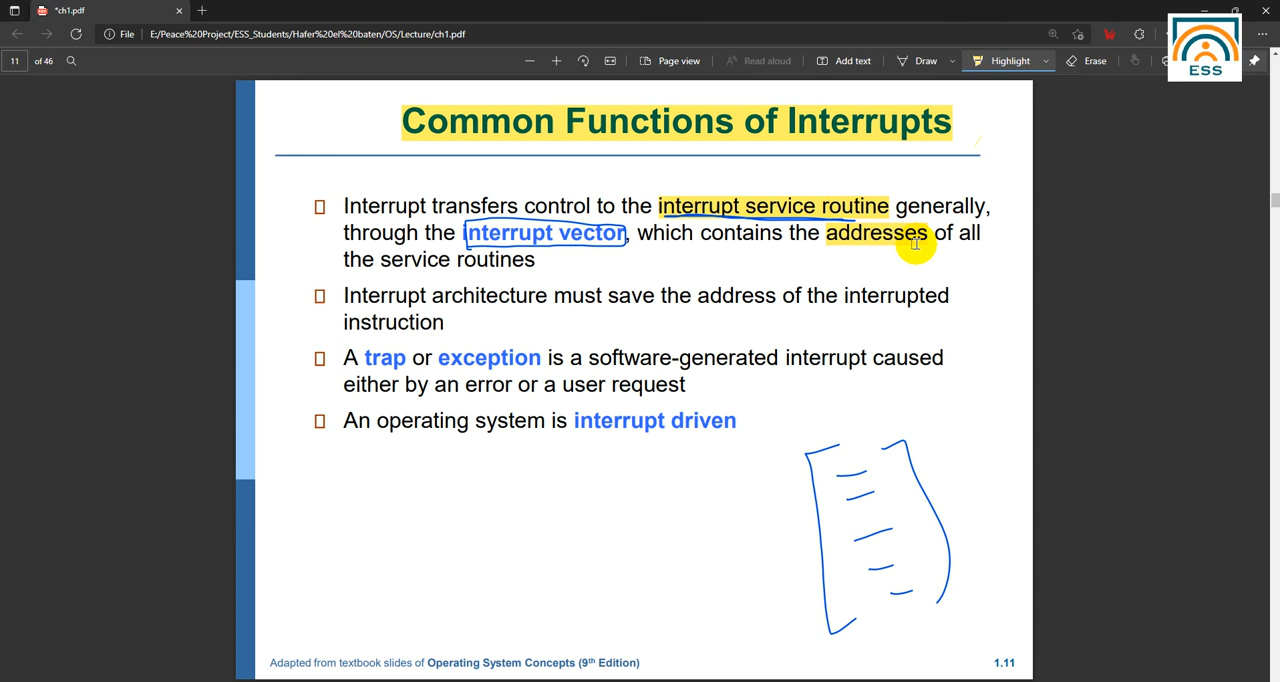 *ch1.pdf
File E:/Peace%20Project/ESS_Students/Hafer%20el%20baten/OS/Lecture/ch1.pdf
11 of 46 Page view Read aloud Add text Draw Highlight Erase
ESS
Common Functions of Interrupts
Interrupt transfers control to the interrupt service routine generally,
through the interrupt vector, which contains the addresses of all
the service routines
Interrupt architecture must save the address of the interrupted
instruction
A trap or exception is a software-generated interrupt caused
either by an error or a user request
An operating system is interrupt driven
Adapted from textbook slides of Operating System Concepts (9th Edition) 1.11